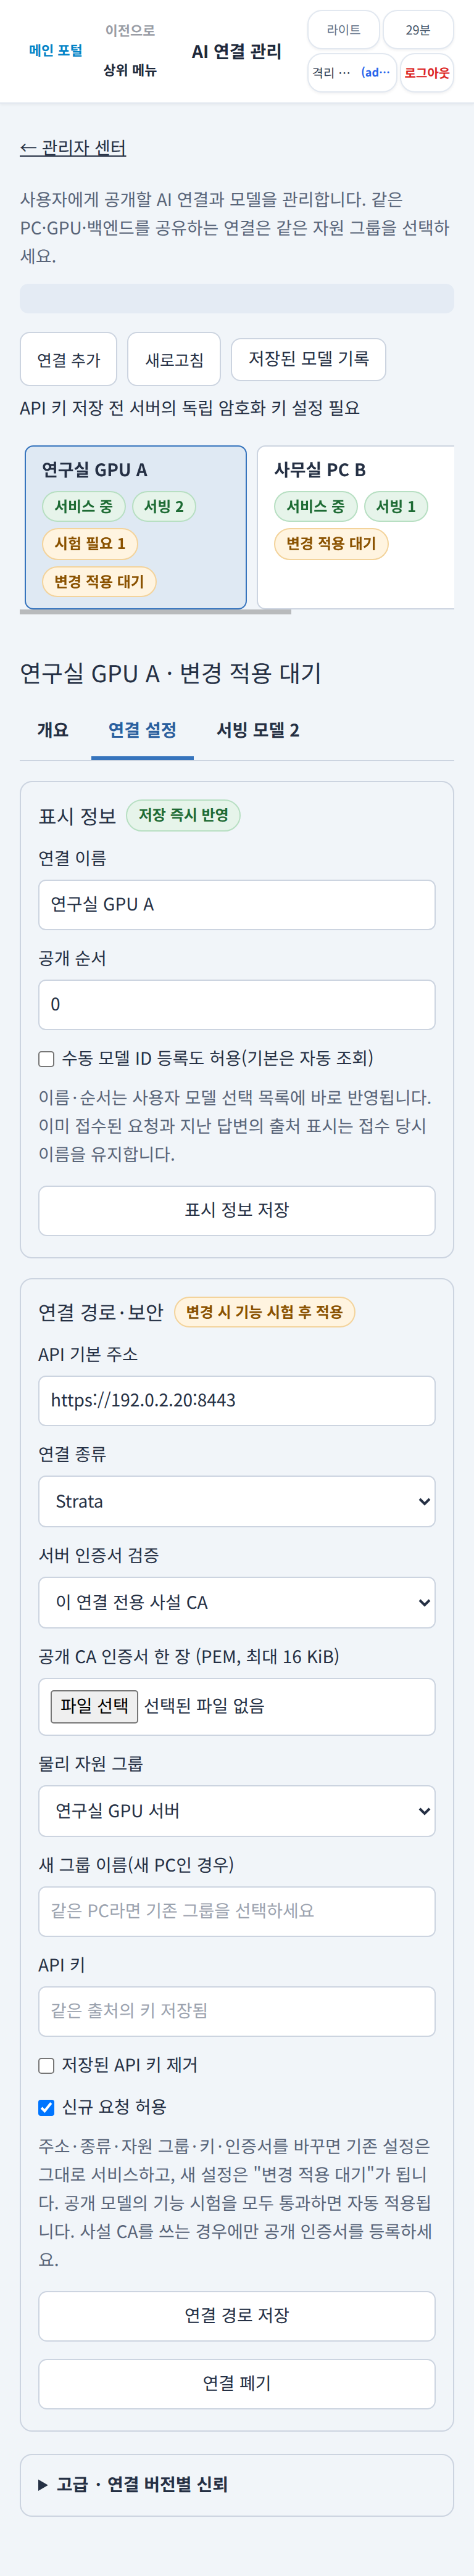 메인 포털
이전으로
상위 메뉴
AI 연결 관리
라이트
29분
격리 ⋯ (ad⋯
로그아웃
← 관리자 센터
사용자에게 공개할 AI 연결과 모델을 관리합니다. 같은
PC·GPU·백엔드를 공유하는 연결은 같은 자원 그룹을 선택하
세요.
연결 추가
새로고침
저장된 모델 기록
API 키 저장 전 서버의 독립 암호화 키 설정 필요
연구실 GPU A
서비스 중
서빙 2
시험 필요 1
변경 적용 대기
사무실 PC B
서비스 중
서빙 1
변경 적용 대기
연구실 GPU A · 변경 적용 대기
개요
연결 설정
서빙 모델 2
표시 정보
저장 즉시 반영
연결 이름
연구실 GPU A
공개 순서
0
수동 모델 ID 등록도 허용(기본은 자동 조회)
이름·순서는 사용자 모델 선택 목록에 바로 반영됩니다.
이미 접수된 요청과 지난 답변의 출처 표시는 접수 당시
이름을 유지합니다.
표시 정보 저장
연결 경로·보안
변경 시 기능 시험 후 적용
API 기본 주소
https://192.0.2.20:8443
연결 종류
Strata
서버 인증서 검증
이 연결 전용 사설 CA
공개 CA 인증서 한 장 (PEM, 최대 16 KiB)
파일 선택 선택된 파일 없음
물리 자원 그룹
연구실 GPU 서버
새 그룹 이름(새 PC인 경우)
같은 PC라면 기존 그룹을 선택하세요
API 키
같은 출처의 키 저장됨
저장된 API 키 제거
신규 요청 허용
주소·종류·자원 그룹·키·인증서를 바꾸면 기존 설정은
그대로 서비스하고, 새 설정은 "변경 적용 대기"가 됩니
다. 공개 모델의 기능 시험을 모두 통과하면 자동 적용됩
니다. 사설 CA를 쓰는 경우에만 공개 인증서를 등록하세
요.
연결 경로 저장
연결 폐기
▶ 고급 · 연결 버전별 신뢰